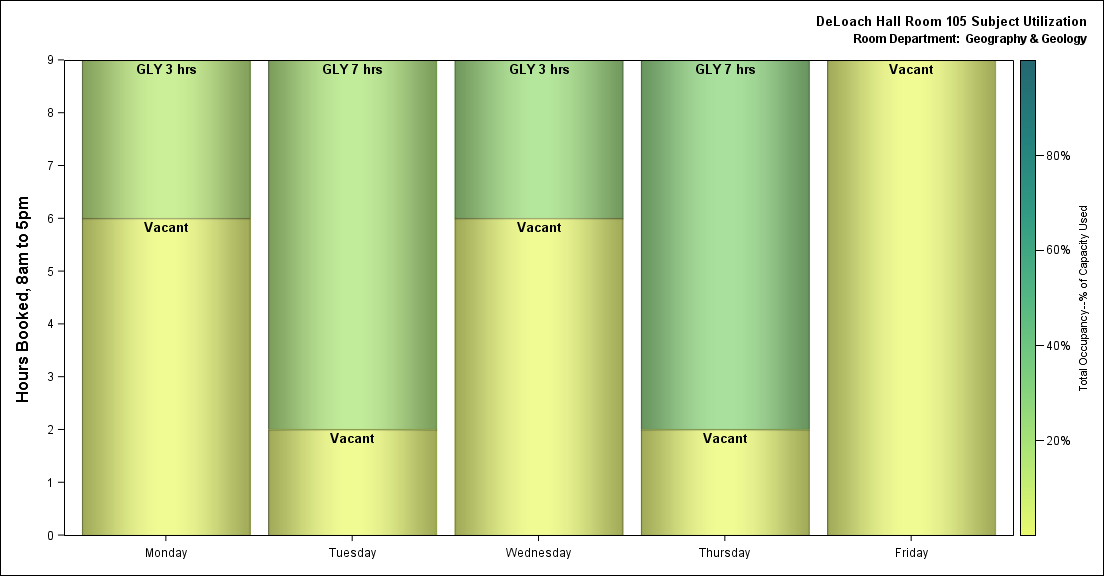 DeLoach Hall Room 105 Subject Utilization
Room Department: Geography & Geology
Hours Booked, 8am to 5pm
9
8
7
6
5
4
3
2
1
0
GLY 3 hrs
Vacant
GLY 7 hrs
Vacant
GLY 3 hrs
Vacant
GLY 7 hrs
Vacant
Vacant
Monday
Tuesday
Wednesday
Thursday
Friday
80%
60%
40%
20%
Total Occupancy--% of Capacity Used